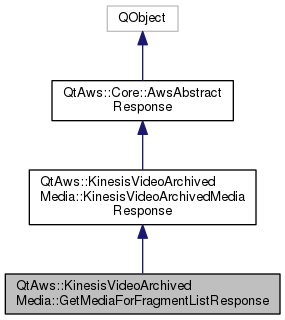 QObject
QtAws::Core::AwsAbstract
Response
QtAws::KinesisVideoArchived
Media::KinesisVideoArchivedMedia
Response
QtAws::KinesisVideoArchived
Media::GetMediaForFragmentListResponse